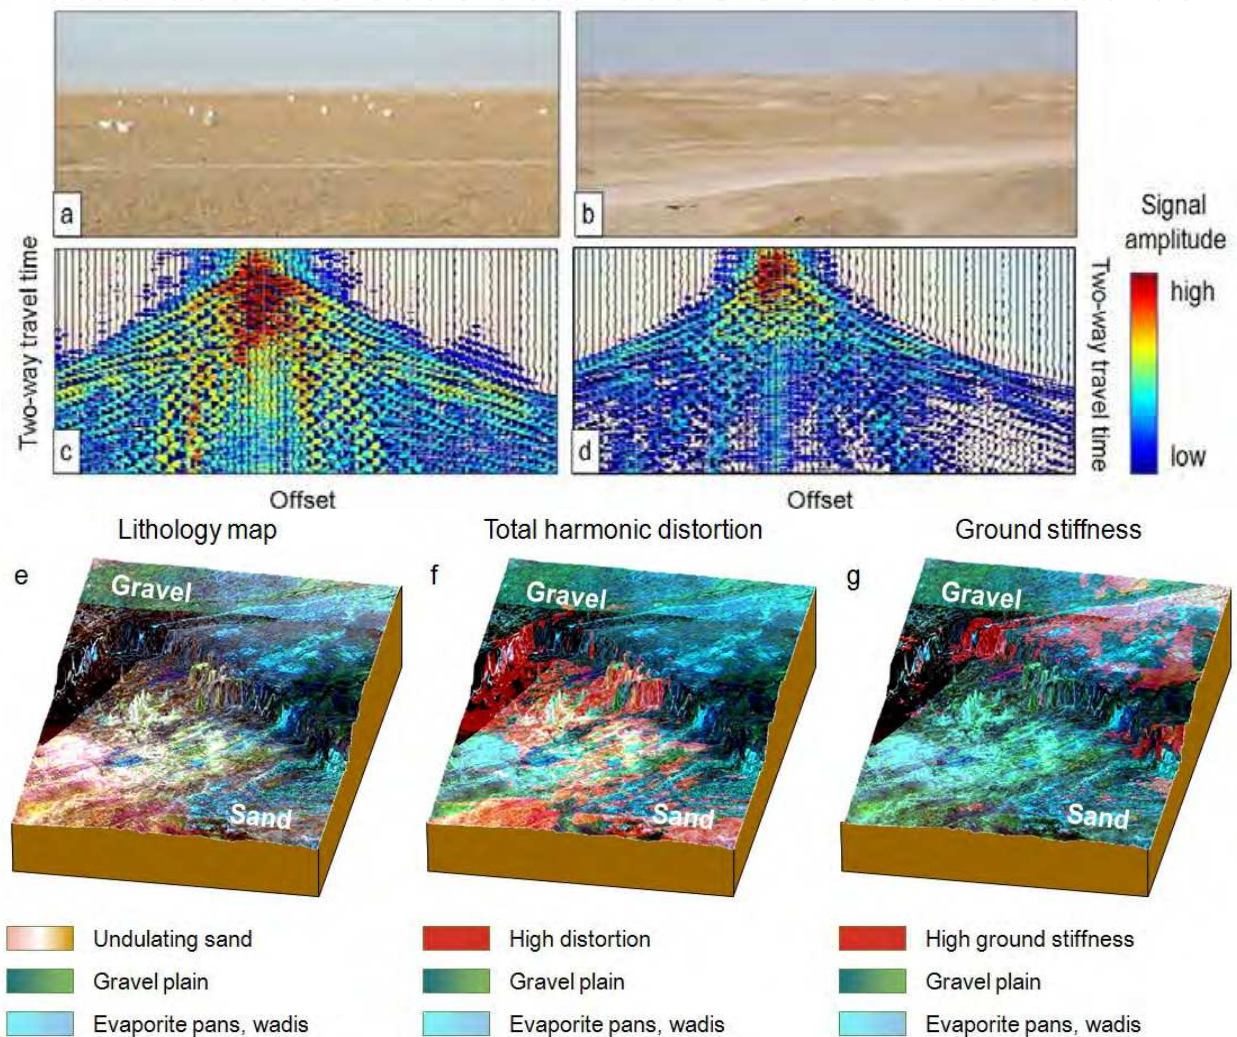 a
b
Signal
amplitude
high
low
Two-way travel time
Two-way travel time
c
d
Offset
Offset
Lithology map
Total harmonic distortion
Ground stiffness
e
f
g
Gravel
Gravel
Gravel
Sand
Sand
Sand
Undulating sand
High distortion
High ground stiffness
Gravel plain
Gravel plain
Gravel plain
Evaporite pans, wadis
Evaporite pans, wadis
Evaporite pans, wadis